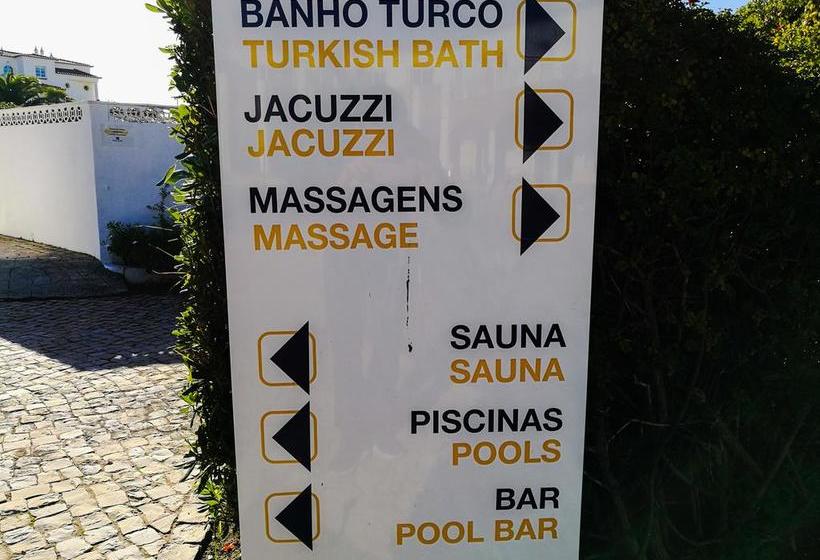 BANHO TURCO
TURKISH BATH
JACUZZI
JACUZZI
MASSAGENS
MASSAGE
SAUNA
SAUNA
PISCINAS
POOLS
BAR
POOL BAR